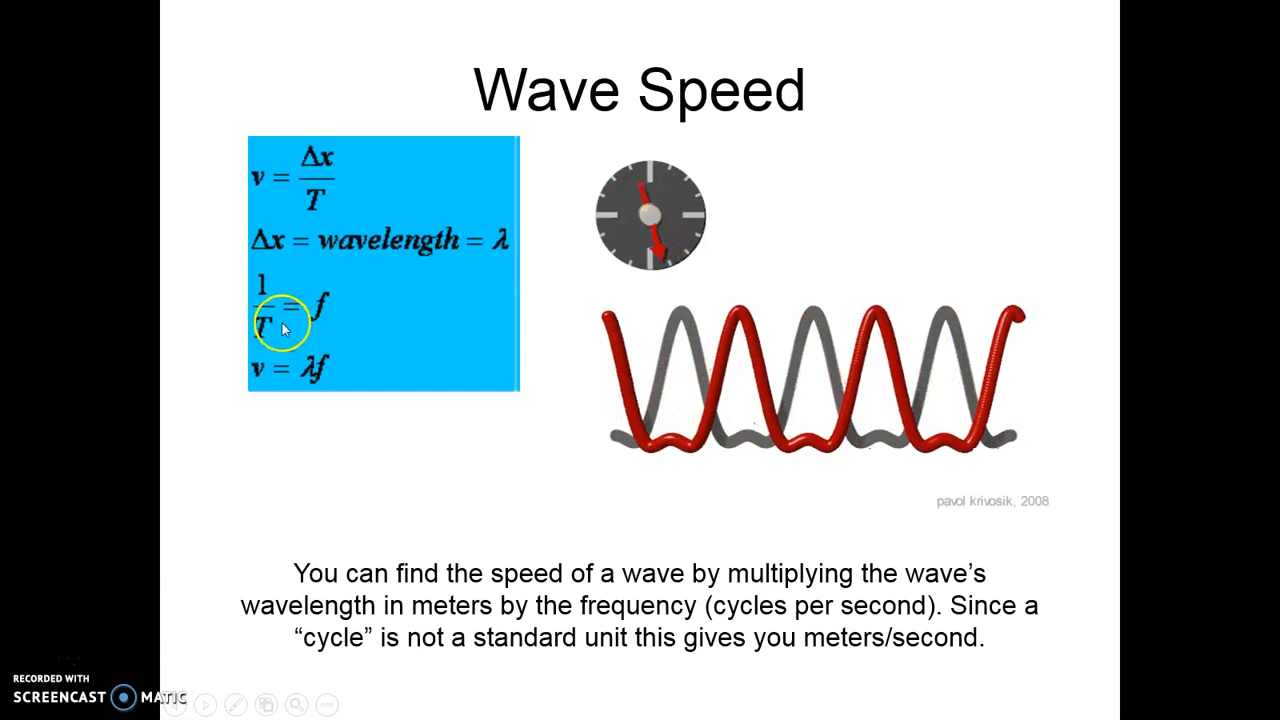 Wave Speed
v = Δx/T
Δx = wavelength = λ
1/T = f
v = λf
pavol krivosik, 2008
You can find the speed of a wave by multiplying the wave’s
wavelength in meters by the frequency (cycles per second). Since a
“cycle” is not a standard unit this gives you meters/second.
RECORDED WITH
SCREENCAST MATIC